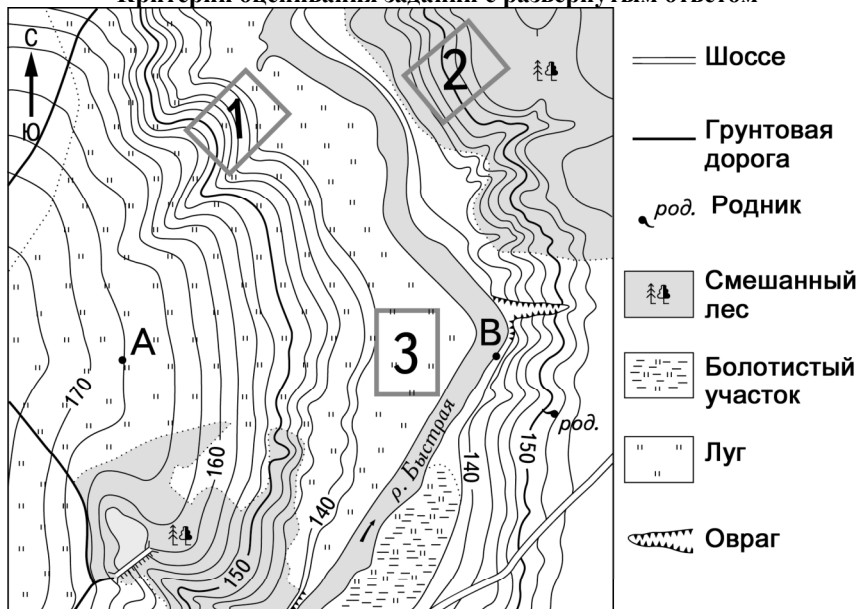 Критерии оценивания заданий с развернутым ответом
С
Ю
1
2
3
А
В
170
160
150
140
140
150
р. Быстрая
род.
Шоссе
Грунтовая
дорога
род. Родник
Смешанный
лес
Болотистый
участок
Луг
Овраг